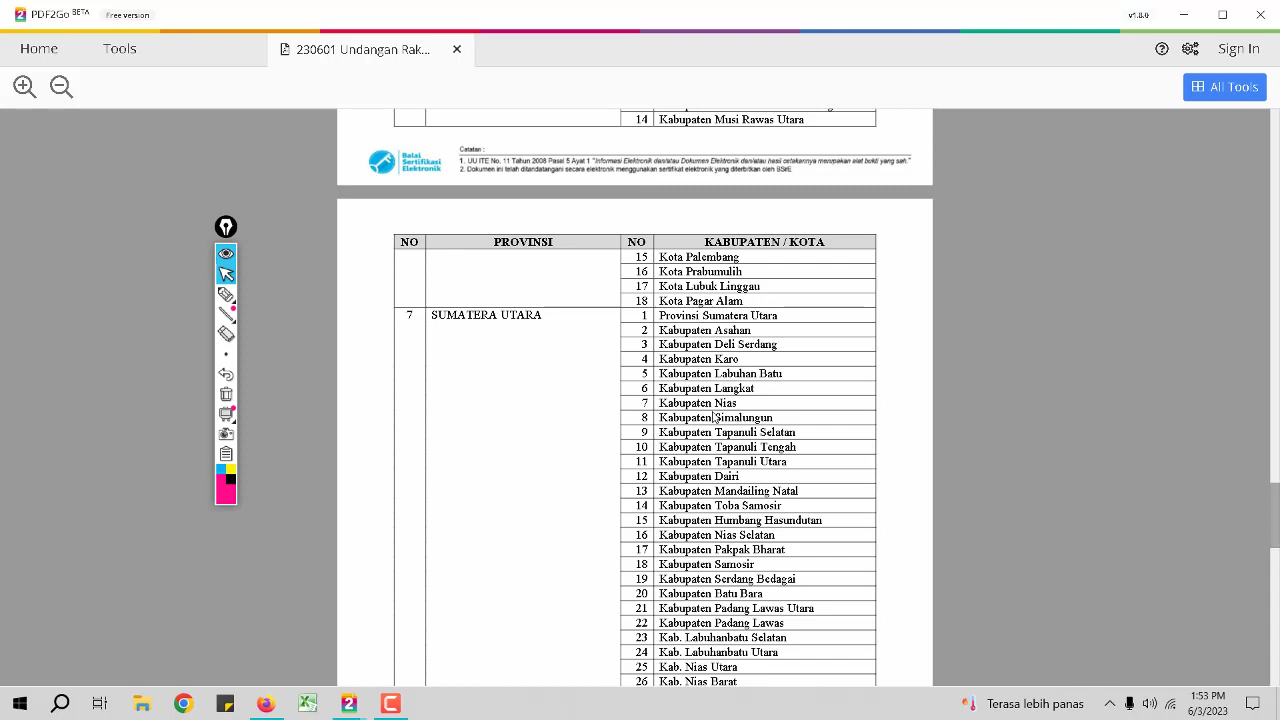 PDF2Go BETA Free version v1.8.0
Home Tools 230601 Undangan Rak... Sign In
All Tools
14 Kabupaten Musi Rawas Utara
Balai Sertifikasi Elektronik
Catatan :
1. UU ITE No. 11 Tahun 2008 Pasal 5 Ayat 1 "Informasi Elektronik dan/atau Dokumen Elektronik dan/atau hasil cetakannya merupakan alat bukti yang sah."
2. Dokumen ini telah ditandatangani secara elektronik menggunakan sertifikat elektronik yang diterbitkan oleh BSrE
NO PROVINSI NO KABUPATEN / KOTA
15 Kota Palembang
16 Kota Prabumulih
17 Kota Lubuk Linggau
18 Kota Pagar Alam
7 SUMATERA UTARA 1 Provinsi Sumatera Utara
2 Kabupaten Asahan
3 Kabupaten Deli Serdang
4 Kabupaten Karo
5 Kabupaten Labuhan Batu
6 Kabupaten Langkat
7 Kabupaten Nias
8 Kabupaten Simalungun
9 Kabupaten Tapanuli Selatan
10 Kabupaten Tapanuli Tengah
11 Kabupaten Tapanuli Utara
12 Kabupaten Dairi
13 Kabupaten Mandailing Natal
14 Kabupaten Toba Samosir
15 Kabupaten Humbang Hasundutan
16 Kabupaten Nias Selatan
17 Kabupaten Pakpak Bharat
18 Kabupaten Samosir
19 Kabupaten Serdang Bedagai
20 Kabupaten Batu Bara
21 Kabupaten Padang Lawas Utara
22 Kabupaten Padang Lawas
23 Kab. Labuhanbatu Selatan
24 Kab. Labuhanbatu Utara
25 Kab. Nias Utara
26 Kab. Nias Barat
Terasa lebih panas
1:53 PM
6/3/2023